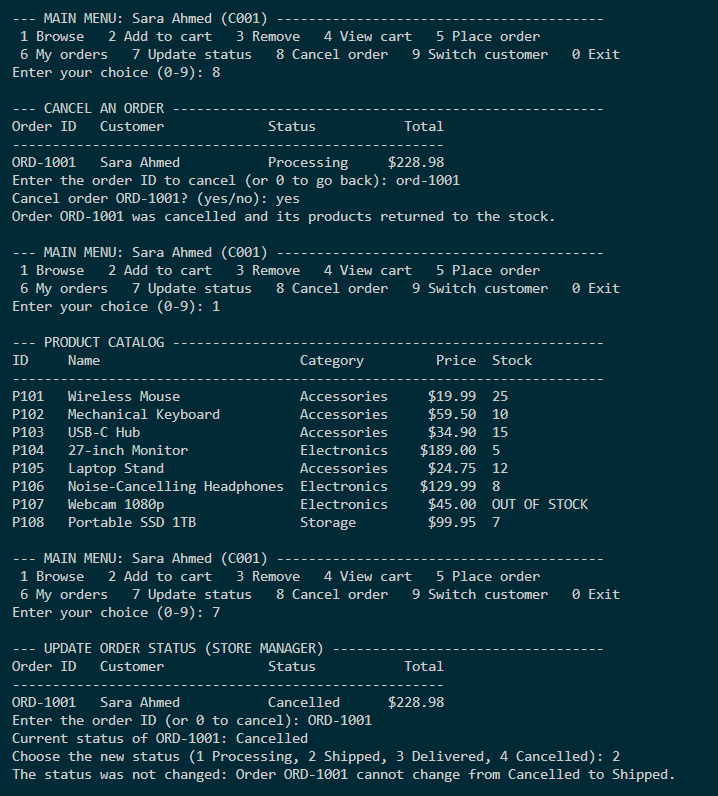 --- MAIN MENU: Sara Ahmed (C001) -----------------------------------------
 1 Browse   2 Add to cart   3 Remove   4 View cart   5 Place order
 6 My orders   7 Update status   8 Cancel order   9 Switch customer   0 Exit
Enter your choice (0-9): 8

--- CANCEL AN ORDER ------------------------------------------------------
Order ID   Customer             Status           Total
------------------------------------------------------
ORD-1001   Sara Ahmed           Processing     $228.98
Enter the order ID to cancel (or 0 to go back): ord-1001
Cancel order ORD-1001? (yes/no): yes
Order ORD-1001 was cancelled and its products returned to the stock.

--- MAIN MENU: Sara Ahmed (C001) -----------------------------------------
 1 Browse   2 Add to cart   3 Remove   4 View cart   5 Place order
 6 My orders   7 Update status   8 Cancel order   9 Switch customer   0 Exit
Enter your choice (0-9): 1

--- PRODUCT CATALOG ------------------------------------------------------
ID     Name                         Category         Price  Stock
--------------------------------------------------------------------------
P101   Wireless Mouse               Accessories     $19.99  25
P102   Mechanical Keyboard          Accessories     $59.50  10
P103   USB-C Hub                    Accessories     $34.90  15
P104   27-inch Monitor              Electronics    $189.00  5
P105   Laptop Stand                 Accessories     $24.75  12
P106   Noise-Cancelling Headphones  Electronics    $129.99  8
P107   Webcam 1080p                 Electronics     $45.00  OUT OF STOCK
P108   Portable SSD 1TB             Storage         $99.95  7

--- MAIN MENU: Sara Ahmed (C001) -----------------------------------------
 1 Browse   2 Add to cart   3 Remove   4 View cart   5 Place order
 6 My orders   7 Update status   8 Cancel order   9 Switch customer   0 Exit
Enter your choice (0-9): 7

--- UPDATE ORDER STATUS (STORE MANAGER) ----------------------------------
Order ID   Customer             Status           Total
------------------------------------------------------
ORD-1001   Sara Ahmed           Cancelled      $228.98
Enter the order ID (or 0 to cancel): ORD-1001
Current status of ORD-1001: Cancelled
Choose the new status (1 Processing, 2 Shipped, 3 Delivered, 4 Cancelled): 2
The status was not changed: Order ORD-1001 cannot change from Cancelled to Shipped.